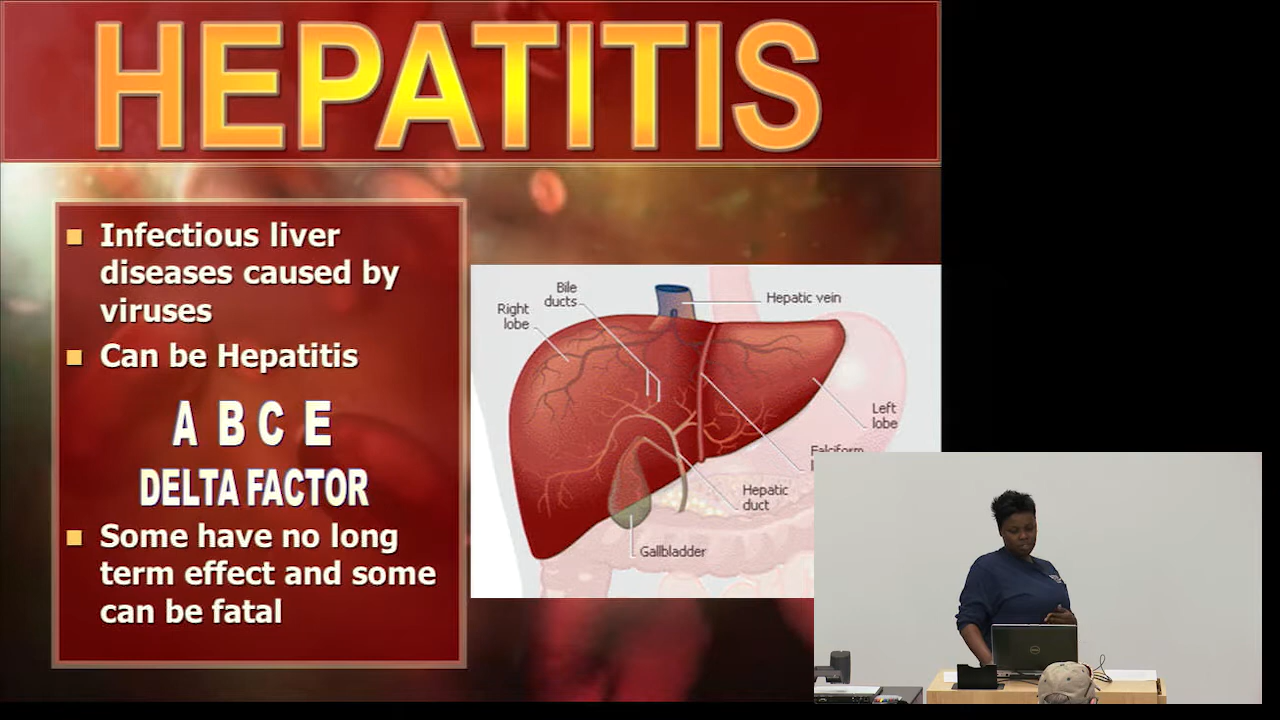 HEPATITIS
Infectious liver
diseases caused by
viruses
Can be Hepatitis
A B C E
DELTA FACTOR
Some have no long
term effect and some
can be fatal
Bile
ducts
Right
lobe
Hepatic vein
Left
lobe
Falciform
Hepatic
duct
Gallbladder